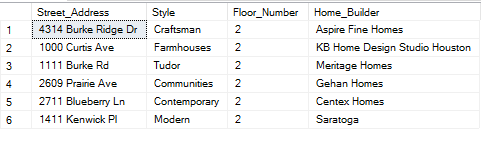 Street_Address Style Floor_Number Home_Builder
1 4314 Burke Ridge Dr Craftsman 2 Aspire Fine Homes
2 1000 Curtis Ave Farmhouses 2 KB Home Design Studio Houston
3 1111 Burke Rd Tudor 2 Meritage Homes
4 2609 Prairie Ave Communities 2 Gehan Homes
5 2711 Blueberry Ln Contemporary 2 Centex Homes
6 1411 Kenwick Pl Modern 2 Saratoga